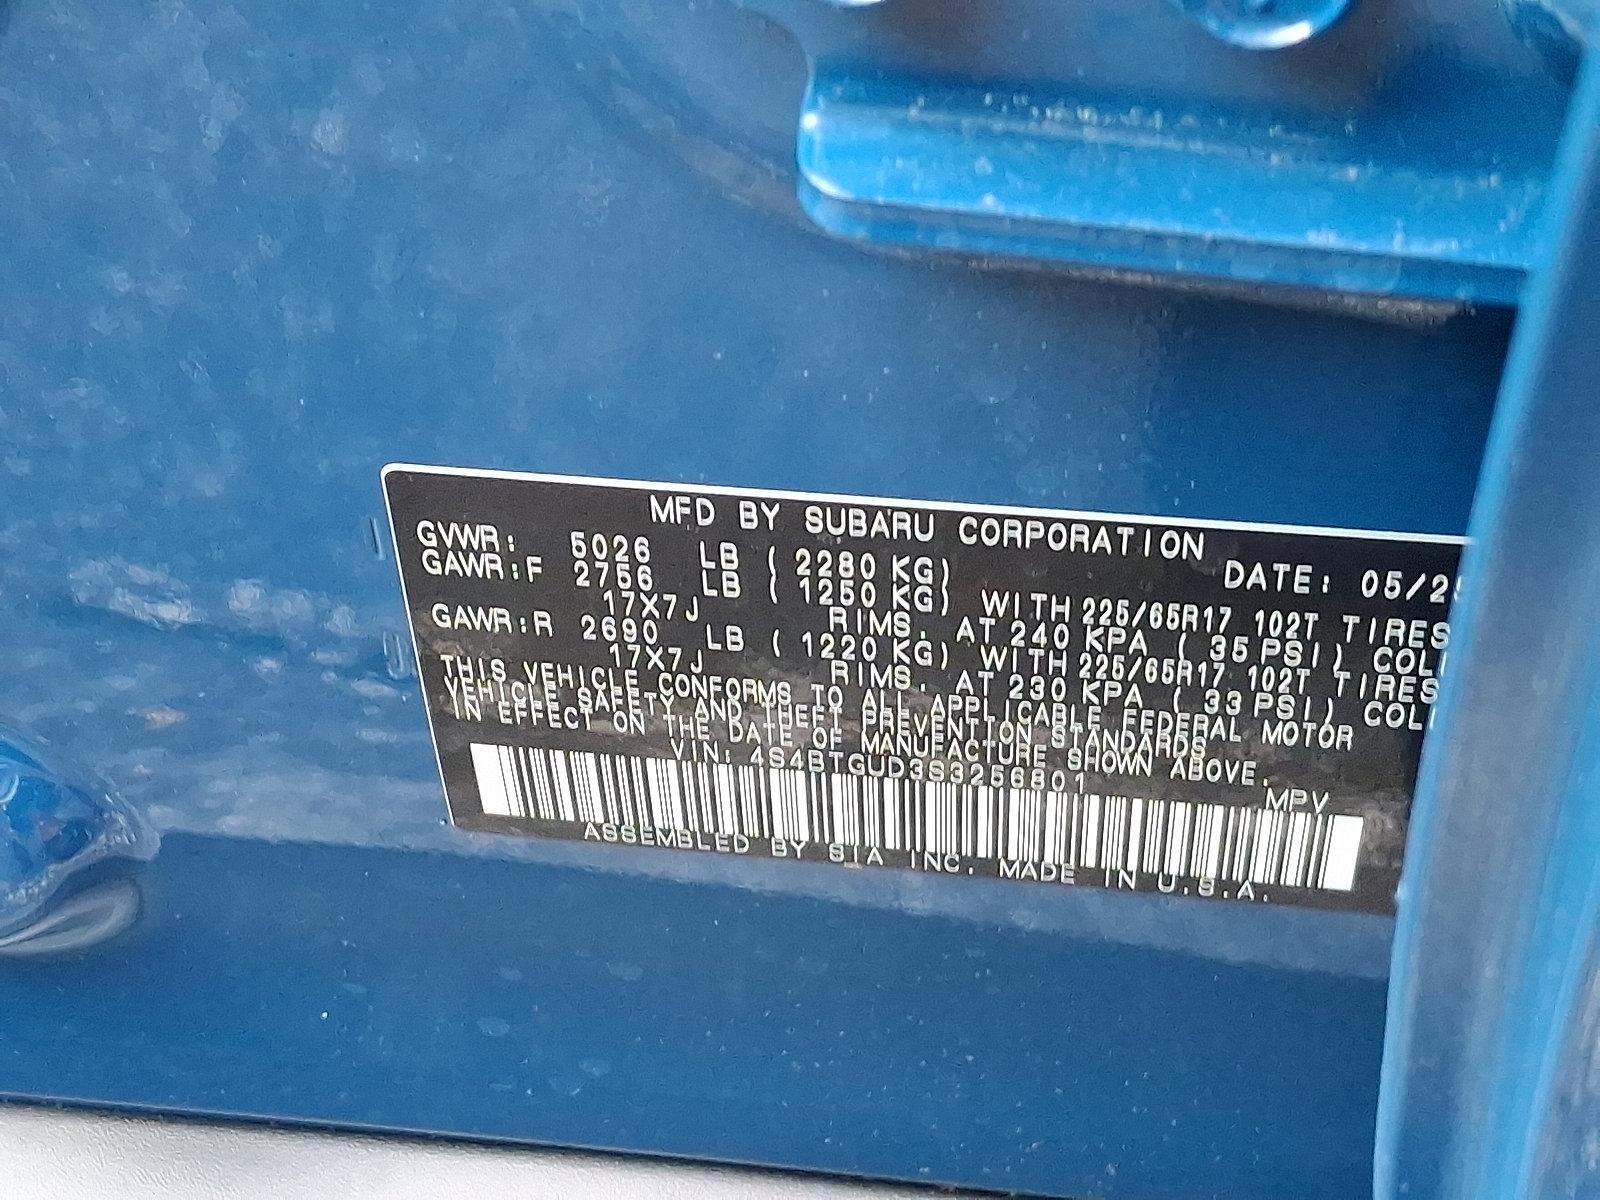 MFD BY SUBARU CORPORATION
GVWR: 5026 LB ( 2280 KG) DATE: 05/2
GAWR:F 2756 LB ( 1250 KG) WITH 225/65R17 102T TIRES
17X7J RIMS, AT 240 KPA ( 35 PSI) COL
GAWR:R 2690 LB ( 1220 KG) WITH 225/65R17 102T TIRES
17X7J RIMS, AT 230 KPA ( 33 PSI) COL
THIS VEHICLE CONFORMS TO ALL APPLICABLE FEDERAL MOTOR
VEHICLE SAFETY AND THEFT PREVENTION STANDARDS
IN EFFECT ON THE DATE OF MANUFACTURE SHOWN ABOVE.
VIN: 4S4BTGUD3S3256801 MPV
ASSEMBLED BY SIA INC. MADE IN U.S.A.